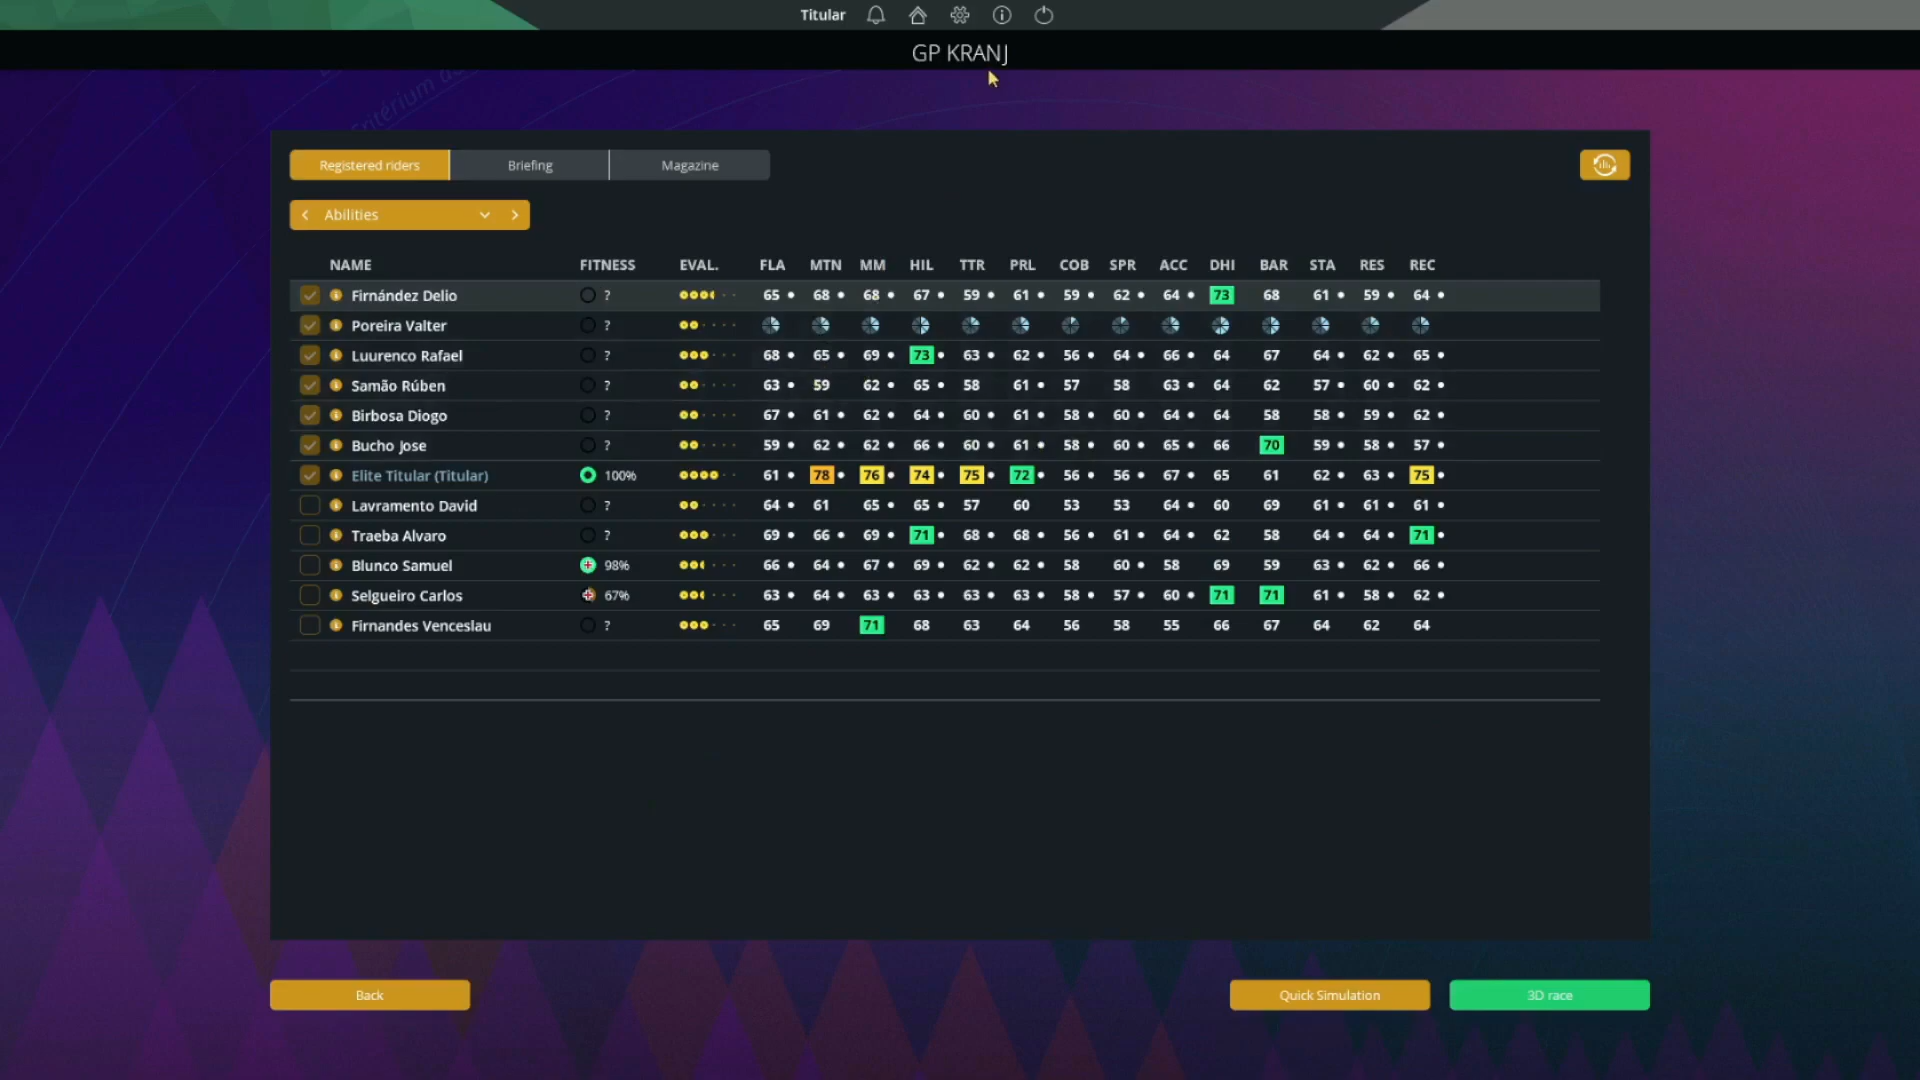 Titular
GP KRANJ
Critérium d
Registered riders Briefing Magazine
Abilities
NAME FITNESS EVAL. FLA MTN MM HIL TTR PRL COB SPR ACC DHI BAR STA RES REC
Firnández Delio ? 65 68 68 67 59 61 59 62 64 73 68 61 59 64
Poreira Valter ?
Luurenco Rafael ? 68 65 69 73 63 62 56 64 66 64 67 64 62 65
Samão Rúben ? 63 59 62 65 58 61 57 58 63 64 62 57 60 62
Birbosa Diogo ? 67 61 62 64 60 61 58 60 64 64 58 58 59 62
Bucho Jose ? 59 62 62 66 60 61 58 60 65 66 70 59 58 57
Elite Titular (Titular) 100% 61 78 76 74 75 72 56 56 67 65 61 62 63 75
Lavramento David ? 64 61 65 65 57 60 53 53 64 60 69 61 61 61
Traeba Alvaro ? 69 66 69 71 68 68 56 61 64 62 58 64 64 71
Blunco Samuel 98% 66 64 67 69 62 62 58 60 58 69 59 63 62 66
Selgueiro Carlos 67% 63 64 63 63 63 63 58 57 60 71 71 61 58 62
Firnandes Venceslau ? 65 69 71 68 63 64 56 58 55 66 67 64 62 64
Back Quick Simulation 3D race